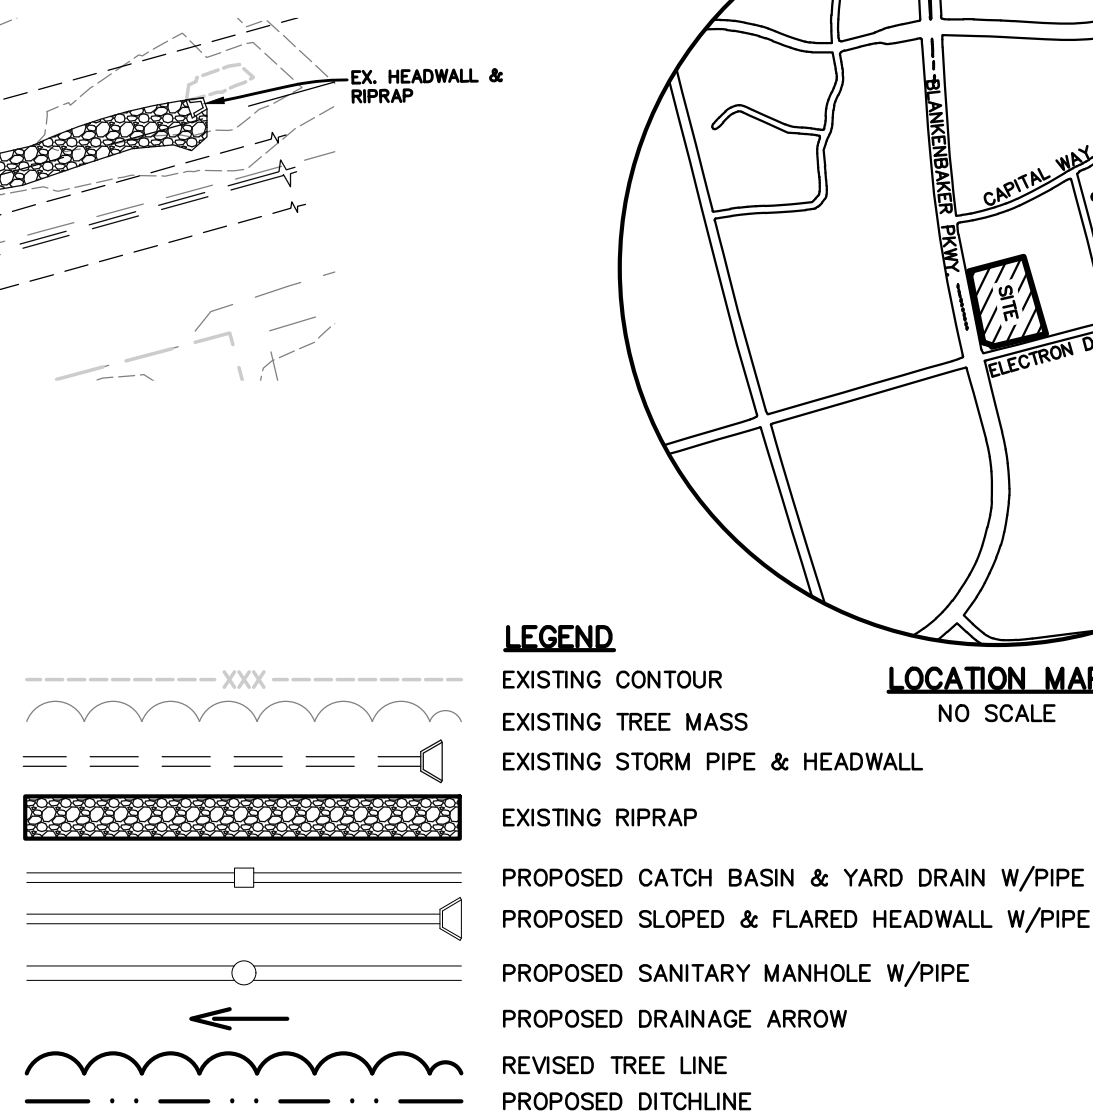 EX. HEADWALL &
RIPRAP
BLANKENBAKER PKWY.
CAPITAL WAY
SITE
ELECTRON D
LEGEND
XXX
EXISTING CONTOUR
EXISTING TREE MASS
EXISTING STORM PIPE & HEADWALL
EXISTING RIPRAP
PROPOSED CATCH BASIN & YARD DRAIN W/PIPE
PROPOSED SLOPED & FLARED HEADWALL W/PIPE
PROPOSED SANITARY MANHOLE W/PIPE
PROPOSED DRAINAGE ARROW
REVISED TREE LINE
PROPOSED DITCHLINE
LOCATION MAP
NO SCALE